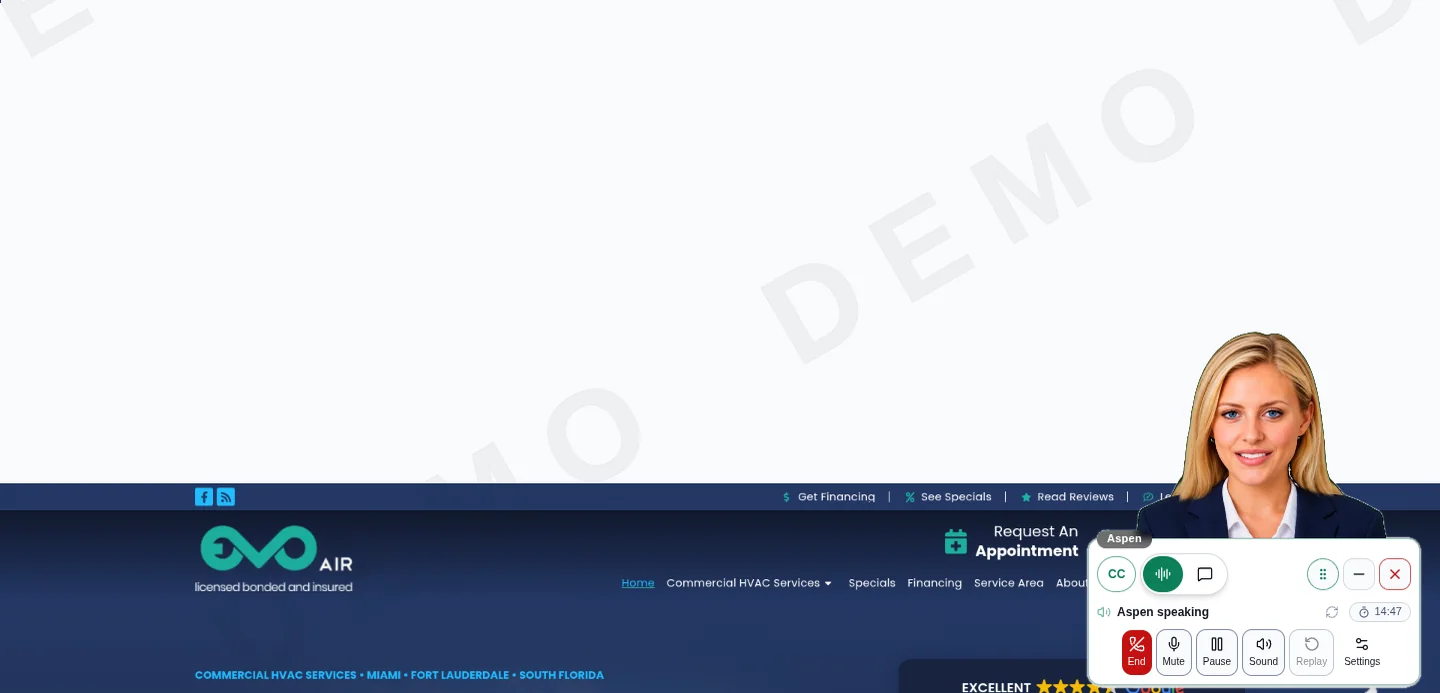 DEMO
Get Financing | See Specials | Read Reviews |
EVO AIR
licensed bonded and insured
Request An
Appointment
Home Commercial HVAC Services Specials Financing Service Area About
COMMERCIAL HVAC SERVICES • MIAMI • FORT LAUDERDALE • SOUTH FLORIDA
EXCELLENT
Google
Aspen
CC
Aspen speaking
14:47
End Mute Pause Sound Replay Settings